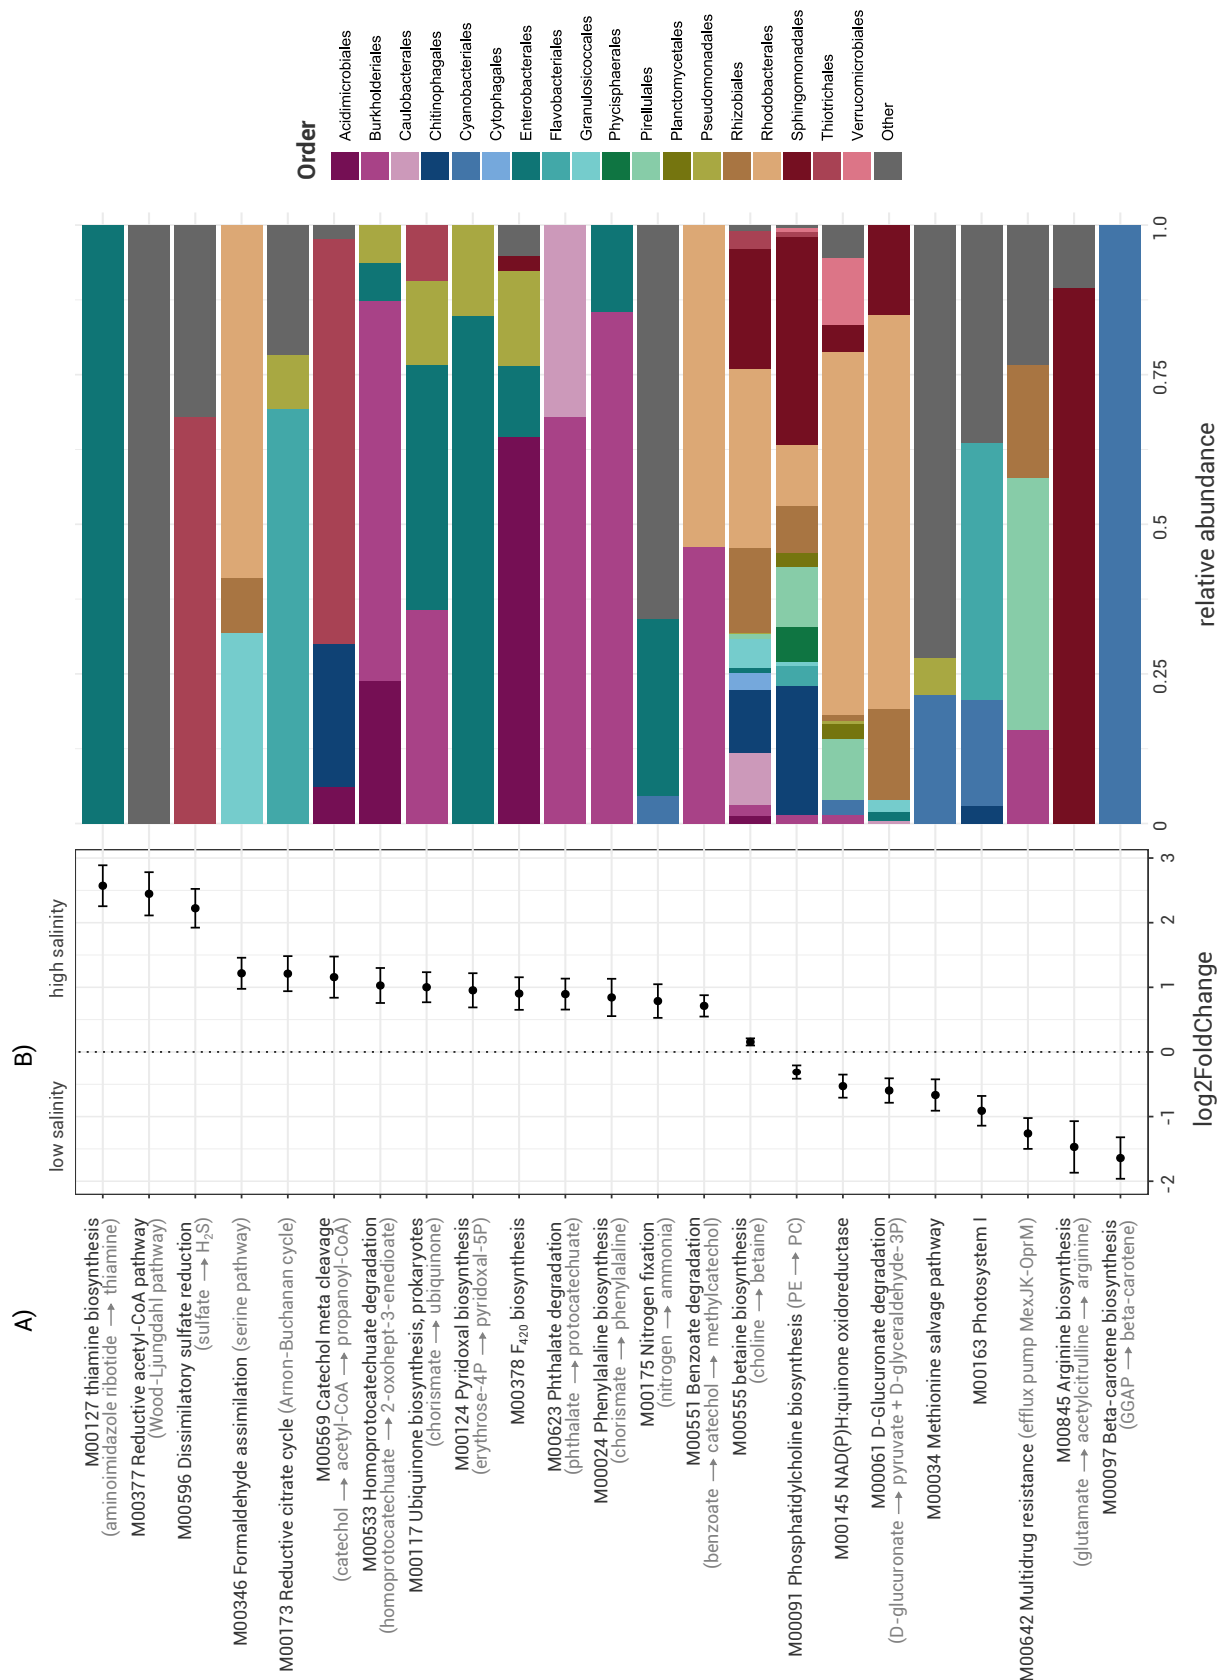 A)
B)
low salinity
high salinity
M00127 thiamine biosynthesis
(aminoimidazole ribotide → thiamine)
M00377 Reductive acetyl-CoA pathway
(Wood-Ljungdahl pathway)
M00596 Dissimilatory sulfate reduction
(sulfate → H₂S)
M00346 Formaldehyde assimilation (serine pathway)
M00173 Reductive citrate cycle (Arnon-Buchanan cycle)
M00569 Catechol meta cleavage
(catechol → acetyl-CoA → propanoyl-CoA)
M00533 Homoprotocatechuate degradation
(homoprotocatechuate → 2-oxohept-3-enedioate)
M00117 Ubiquinone biosynthesis, prokaryotes
(chorismate → ubiquinone)
M00124 Pyridoxal biosynthesis
(erythrose-4P → pyridoxal-5P)
M00378 F₄₂₀ biosynthesis
M00623 Phthalate degradation
(phthalate → protocatechuate)
M00024 Phenylalanine biosynthesis
(chorismate → phenylalanine)
M00175 Nitrogen fixation
(nitrogen → ammonia)
M00551 Benzoate degradation
(benzoate → catechol → methylcatechol)
M00555 betaine biosynthesis
(choline → betaine)
M00091 Phosphatidylcholine biosynthesis (PE → PC)
M00145 NAD(P)H:quinone oxidoreductase
M00061 D-Glucuronate degradation
(D-glucuronate → pyruvate + D-glyceraldehyde-3P)
M00034 Methionine salvage pathway
M00163 Photosystem I
M00642 Multidrug resistance (efflux pump MexJK-OprM)
M00845 Arginine biosynthesis
(glutamate → acetylcitrulline → arginine)
M00097 Beta-carotene biosynthesis
(GGAP → beta-carotene)
-2
-1
0
1
2
3
log2FoldChange
0
0.25
0.5
0.75
1.0
relative abundance
Order
Acidimicrobiales
Burkholderiales
Caulobacterales
Chitinophagales
Cyanobacteriales
Cytophagales
Enterobacterales
Flavobacteriales
Granulosicoccales
Phycisphaerales
Pirellulales
Planctomycetales
Pseudomonadales
Rhizobiales
Rhodobacterales
Sphingomonadales
Thiotrichales
Verrucomicrobiales
Other